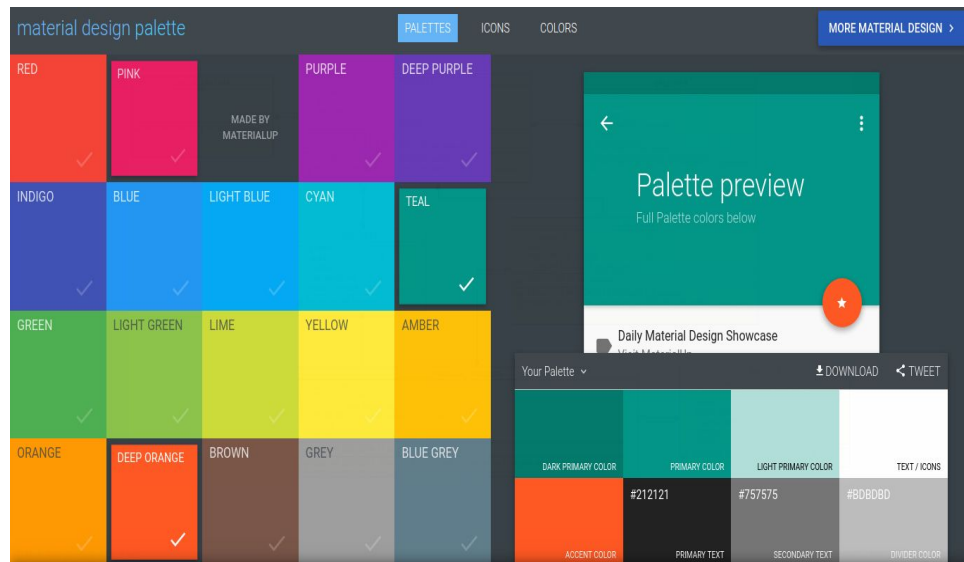 material design palette
PALETTES
ICONS
COLORS
MORE MATERIAL DESIGN >
RED
PINK
MADE BY
MATERIALUP
PURPLE
DEEP PURPLE
INDIGO
BLUE
LIGHT BLUE
CYAN
TEAL
GREEN
LIGHT GREEN
LIME
YELLOW
AMBER
ORANGE
DEEP ORANGE
BROWN
GREY
BLUE GREY
Palette preview
Full Palette colors below
Daily Material Design Showcase
Visit MaterialUp
Your Palette
DOWNLOAD
TWEET
DARK PRIMARY COLOR
PRIMARY COLOR
LIGHT PRIMARY COLOR
TEXT / ICONS
#212121
#757575
#BDBDBD
ACCENT COLOR
PRIMARY TEXT
SECONDARY TEXT
DIVIDER COLOR